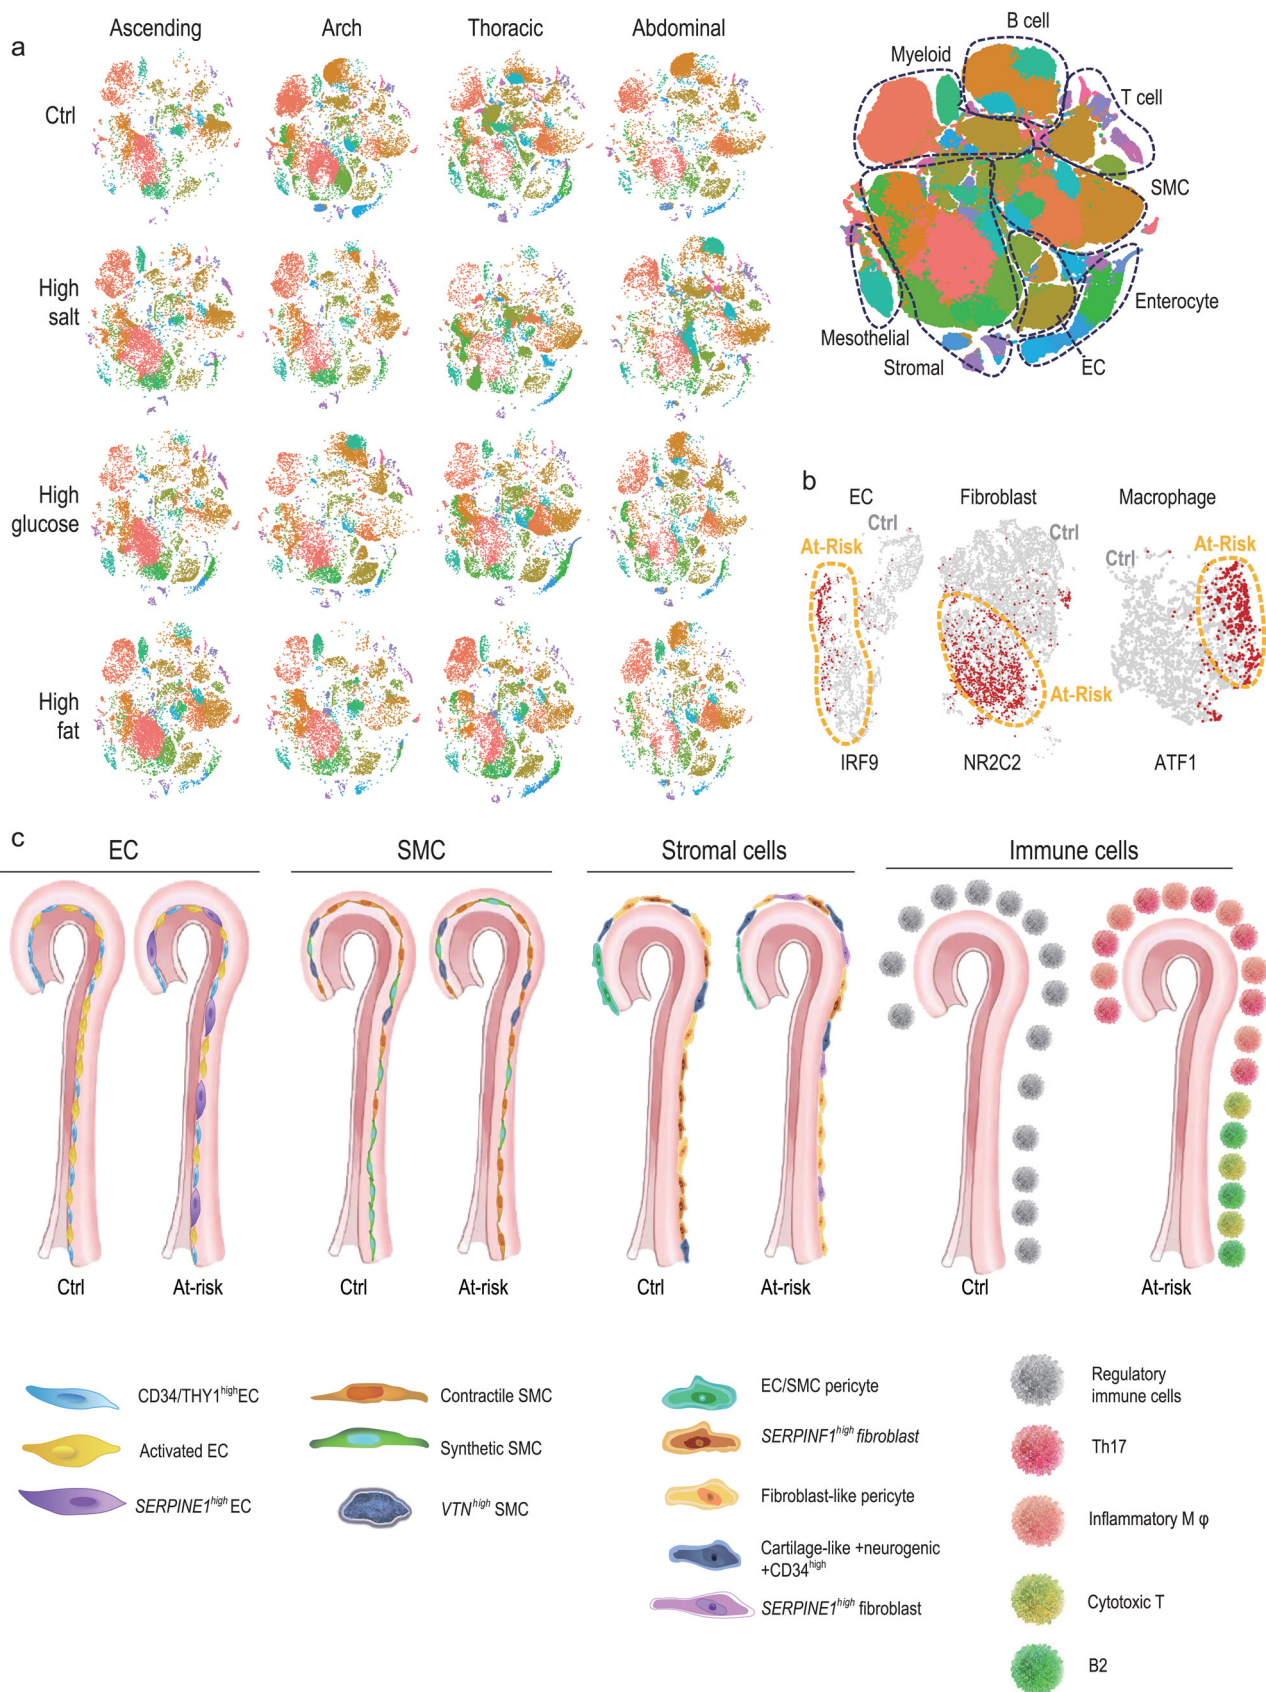 a
Ascending
Arch
Thoracic
Abdominal
Ctrl
High
salt
High
glucose
High
fat
B cell
Myeloid
T cell
SMC
Enterocyte
Mesothelial
Stromal
EC
b
EC
Fibroblast
Macrophage
Ctrl
At-Risk
Ctrl
At-Risk
Ctrl
At-Risk
IRF9
NR2C2
ATF1
c
EC
SMC
Stromal cells
Immune cells
Ctrl
At-risk
Ctrl
At-risk
Ctrl
At-risk
Ctrl
At-risk
CD34/THY1high EC
Activated EC
SERPINE1high EC
Contractile SMC
Synthetic SMC
VTNhigh SMC
EC/SMC pericyte
SERPINF1high fibroblast
Fibroblast-like pericyte
Cartilage-like +neurogenic
+CD34high
SERPINE1high fibroblast
Regulatory
immune cells
Th17
Inflammatory M φ
Cytotoxic T
B2